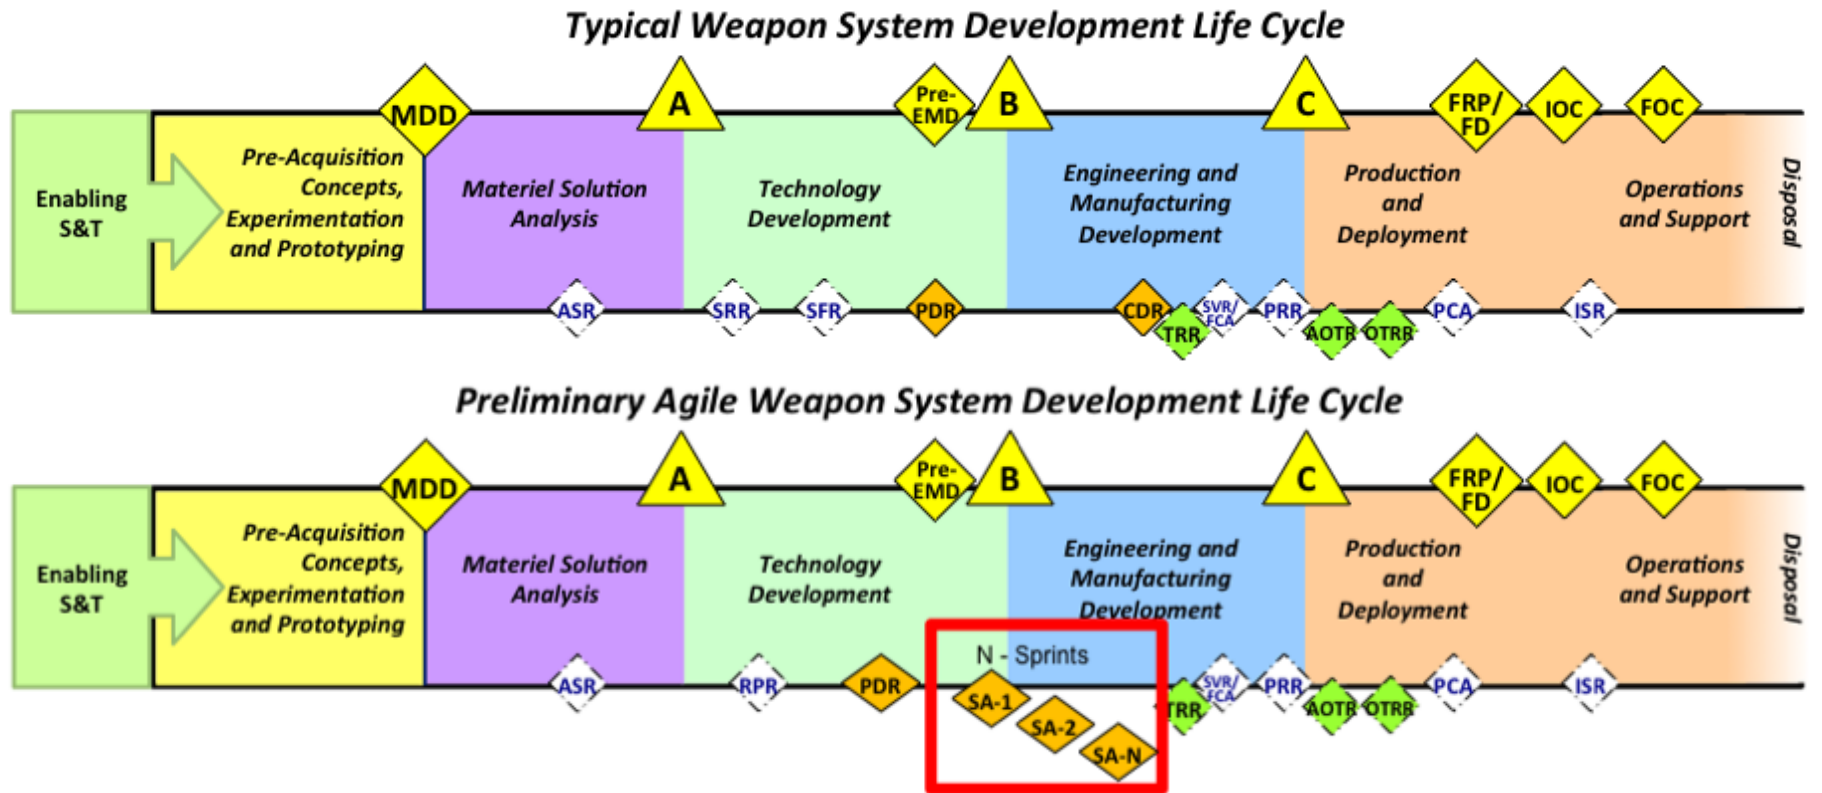 Typical Weapon System Development Life Cycle
MDD
A
Pre-
EMD
B
C
FRP/
FD
IOC
FOC
Enabling
S&T
Pre-Acquisition
Concepts,
Experimentation
and Prototyping
Materiel Solution
Analysis
Technology
Development
Engineering and
Manufacturing
Development
Production
and
Deployment
Operations
and Support
Disposal
ASR
SRR
SFR
PDR
CDR
TRR
SVR/
FCA
PRR
AOTR
OTRR
PCA
ISR
Preliminary Agile Weapon System Development Life Cycle
MDD
A
Pre-
EMD
B
C
FRP/
FD
IOC
FOC
Enabling
S&T
Pre-Acquisition
Concepts,
Experimentation
and Prototyping
Materiel Solution
Analysis
Technology
Development
Engineering and
Manufacturing
Development
Production
and
Deployment
Operations
and Support
Disposal
N - Sprints
ASR
RPR
PDR
SA-1
SA-2
SA-N
TRR
SVR/
FCA
PRR
AOTR
OTRR
PCA
ISR